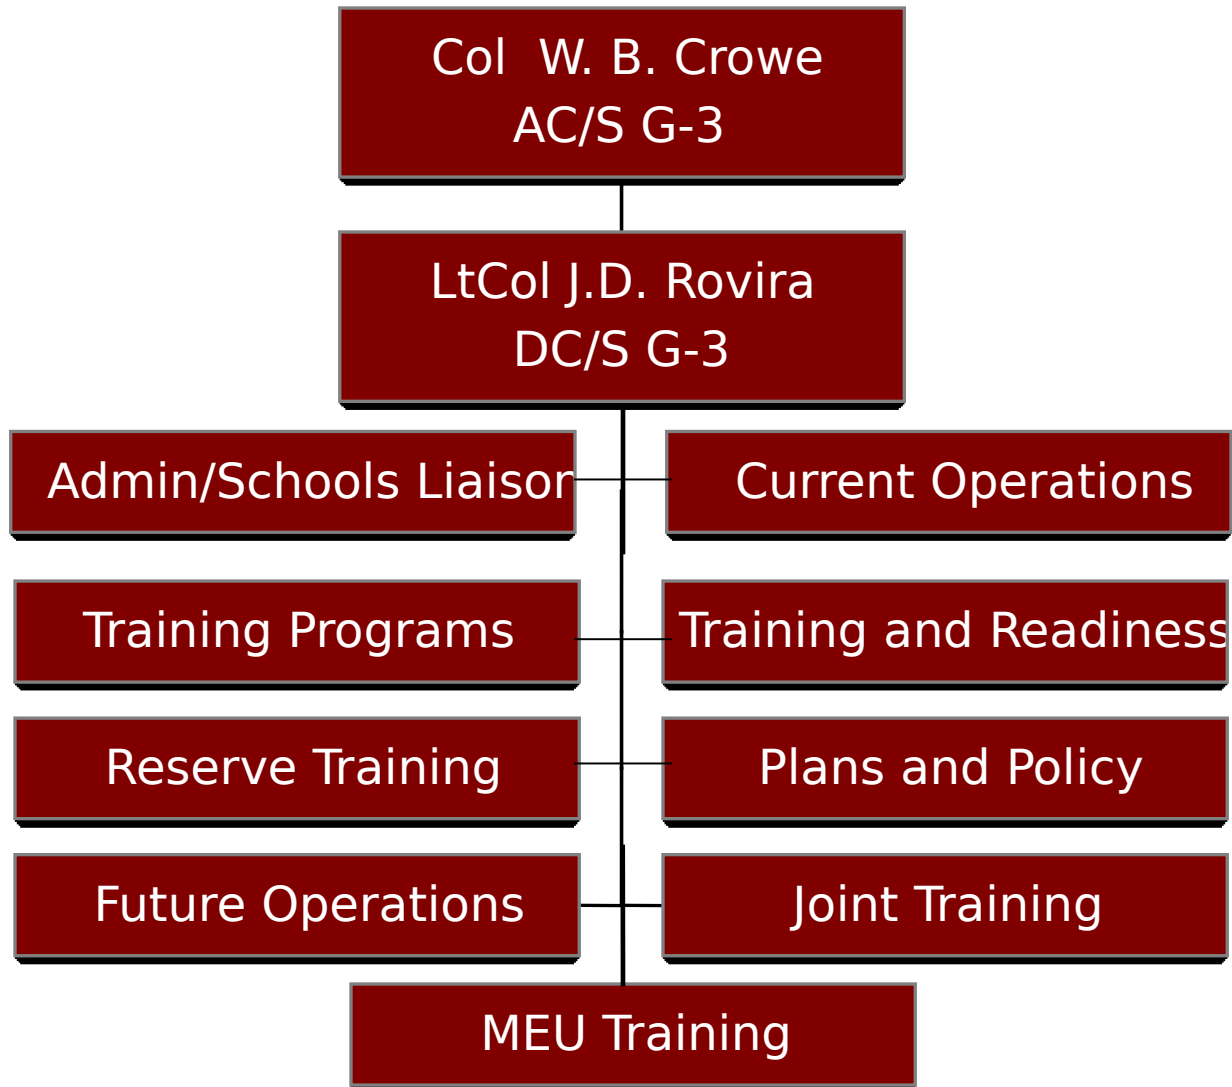 Col  W. B. Crowe
AC/S G-3
LtCol J.D. Rovira
DC/S G-3
Admin/Schools Liaison
Current Operations
Training Programs
Training and Readiness
Reserve Training
Plans and Policy
Future Operations
Joint Training
MEU Training